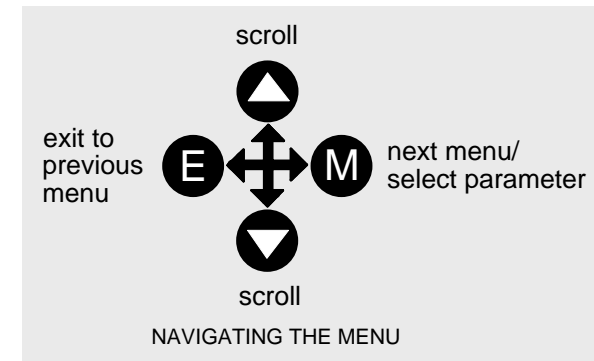 scroll
exit to
previous
menu
E
M
next menu/
select parameter
scroll
NAVIGATING THE MENU